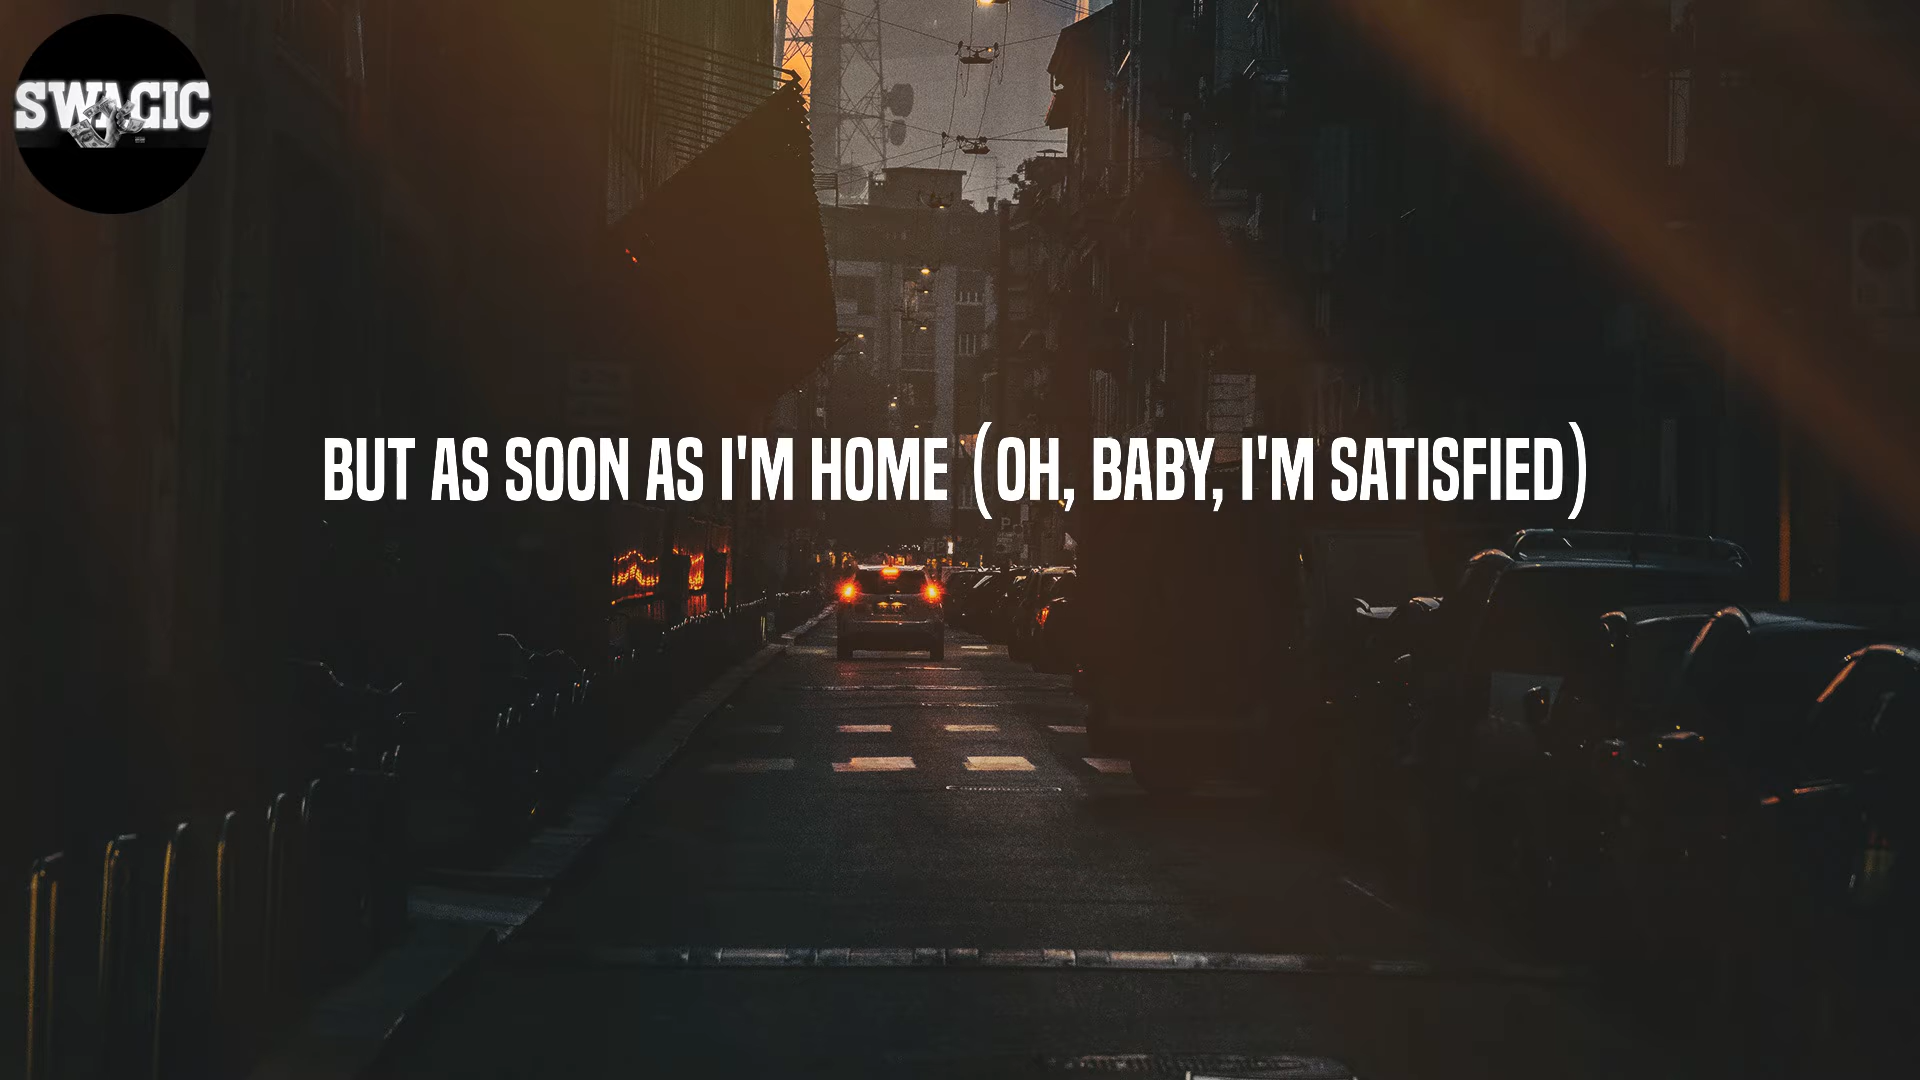 SWAGIC
BUT AS SOON AS I'M HOME (OH, BABY, I'M SATISFIED)